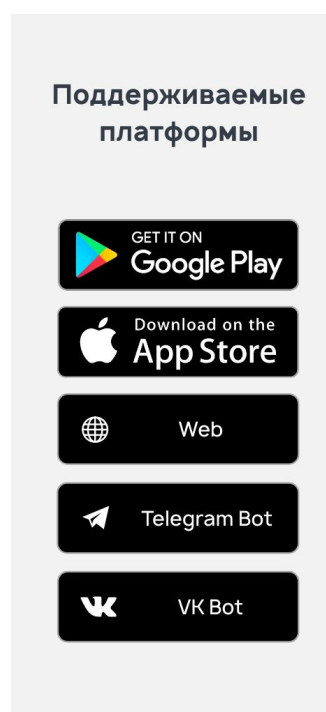 Поддерживаемые
платформы
GET IT ON
Google Play
Download on the
App Store
Web
Telegram Bot
VK Bot